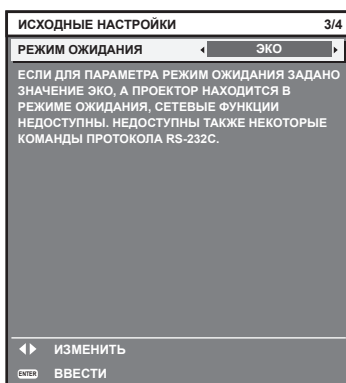 ИСХОДНЫЕ НАСТРОЙКИ 3/4
РЕЖИМ ОЖИДАНИЯ ЭКО
ЕСЛИ ДЛЯ ПАРАМЕТРА РЕЖИМ ОЖИДАНИЯ ЗАДАНО
ЗНАЧЕНИЕ ЭКО, А ПРОЕКТОР НАХОДИТСЯ В
РЕЖИМЕ ОЖИДАНИЯ, СЕТЕВЫЕ ФУНКЦИИ
НЕДОСТУПНЫ. НЕДОСТУПНЫ ТАКЖЕ НЕКОТОРЫЕ
КОМАНДЫ ПРОТОКОЛА RS-232C.
ИЗМЕНИТЬ
ENTER ВВЕСТИ